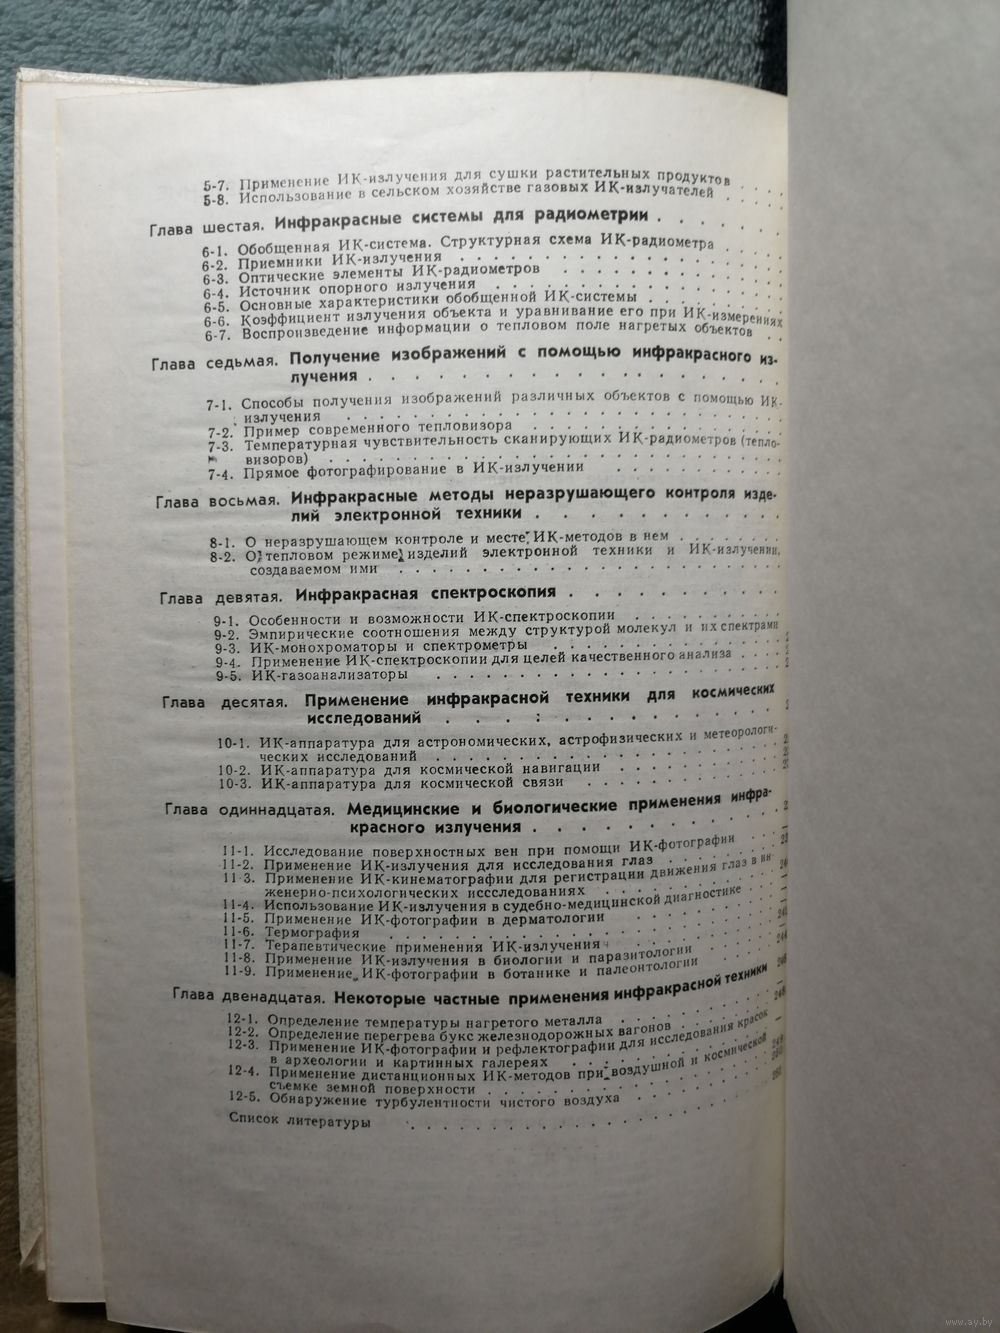 5-7. Применение ИК-излучения для сушки растительных продуктов . . . .
5-8. Использование в сельском хозяйстве газовых ИК-излучателей . . . .
Глава шестая. Инфракрасные системы для радиометрии . . . . . .
6-1. Обобщенная ИК-система. Структурная схема ИК-радиометра . . . .
6-2. Приемники ИК-излучения . . . . . . . . . . . . .
6-3. Оптические элементы ИК-радиометров . . . . . . . . .
6-4. Источник опорного излучения . . . . . . . . . . . .
6-5. Основные характеристики обобщенной ИК-системы . . . . . .
6-6. Коэффициент излучения объекта и уравнивание его при ИК-измерениях
6-7. Воспроизведение информации о тепловом поле нагретых объектов . .
Глава седьмая. Получение изображений с помощью инфракрасного из-
лучения . . . . . . . . . . . . . . . . .
7-1. Способы получения изображений различных объектов с помощью ИК-
излучения . . . . . . . . . . . . . . . . .
7-2. Пример современного тепловизора . . . . . . . . . .
7-3. Температурная чувствительность сканирующих ИК-радиометров (тепло-
визоров) . . . . . . . . . . . . . . . . .
7-4. Прямое фотографирование в ИК-излучении . . . . . . .
Глава восьмая. Инфракрасные методы неразрушающего контроля изде-
лий электронной техники . . . . . . . . . .
8-1. О неразрушающем контроле и месте ИК-методов в нем . . . . . .
8-2. О тепловом режиме изделий электронной техники и ИК-излучении,
создаваемом ими . . . . . . . . . . . . . . .
Глава девятая. Инфракрасная спектроскопия . . . . . . . . .
9-1. Особенности и возможности ИК-спектроскопии . . . . . . .
9-2. Эмпирические соотношения между структурой молекул и их спектрами
9-3. ИК-монохроматоры и спектрометры . . . . . . . . . .
9-4. Применение ИК-спектроскопии для целей качественного анализа . . . .
9-5. ИК-газоанализаторы . . . . . . . . . . . . . .
Глава десятая. Применение инфракрасной техники для космических
исследований . . . . . . . . . . . . . .
10-1. ИК-аппаратура для астрономических, астрофизических и метеорологи-
ческих исследований . . . . . . . . . . . . . .
10-2. ИК-аппаратура для космической навигации . . . . . . .
10-3. ИК-аппаратура для космической связи . . . . . . . .
Глава одиннадцатая. Медицинские и биологические применения инфра-
красного излучения . . . . . . . . . . .
11-1. Исследование поверхностных вен при помощи ИК-фотографии . . .
11-2. Применение ИК-излучения для исследования глаз . . . . . .
11-3. Применение ИК-кинематографии для регистрации движения глаз в ин-
женерно-психологических иссследованиях . . . . . . . .
11-4. Использование ИК-излучения в судебно-медицинской диагностике . . .
11-5. Применение ИК-фотографии в дерматологии . . . . . . .
11-6. Термография . . . . . . . . . . . . . . . .
11-7. Терапевтические применения ИК-излучения . . . . . . .
11-8. Применение ИК-излучения в биологии и паразитологии . . . .
11-9. Применение ИК-фотографии в ботанике и палеонтологии . . . .
Глава двенадцатая. Некоторые частные применения инфракрасной техники
12-1. Определение температуры нагретого металла . . . . . . .
12-2. Определение перегрева букс железнодорожных вагонов . . . . .
12-3. Применение ИК-фотографии и рефлектографии для исследования красок
в археологии и картинных галереях . . . . . . . . .
12-4. Применение дистанционных ИК-методов при воздушной и космической
съемке земной поверхности . . . . . . . . . . . .
12-5. Обнаружение турбулентности чистого воздуха . . . . . . .
Список литературы . . . . . . . . . . . . . .
www.ay.by